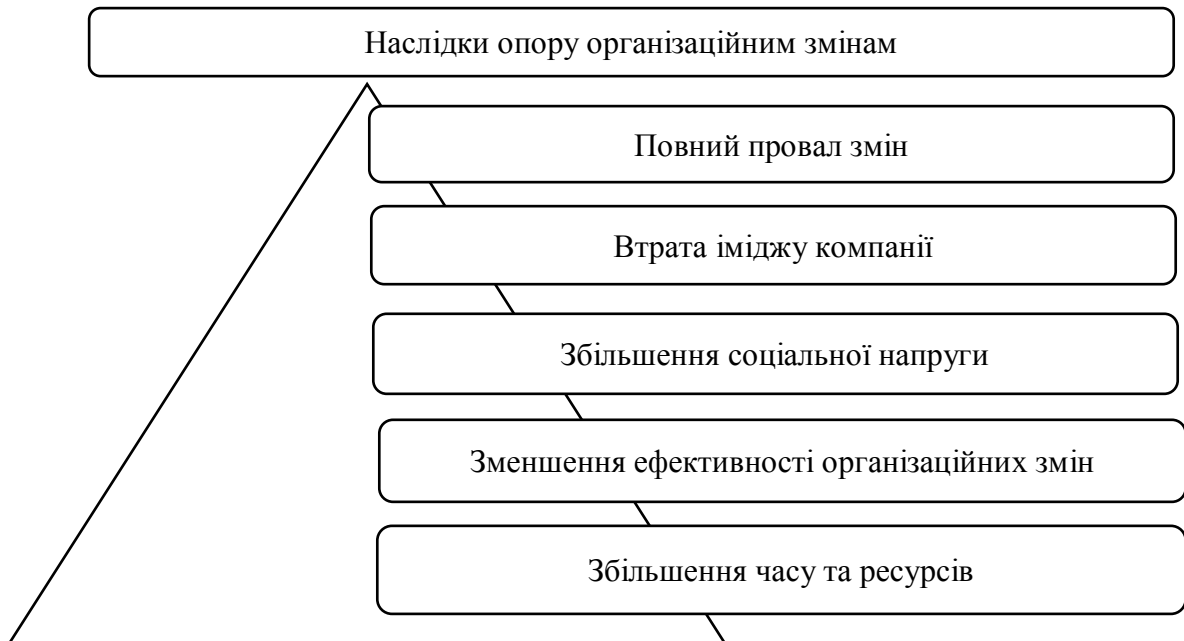 Наслідки опору організаційним змінам
Повний провал змін
Втрата іміджу компанії
Збільшення соціальної напруги
Зменшення ефективності організаційних змін
Збільшення часу та ресурсів